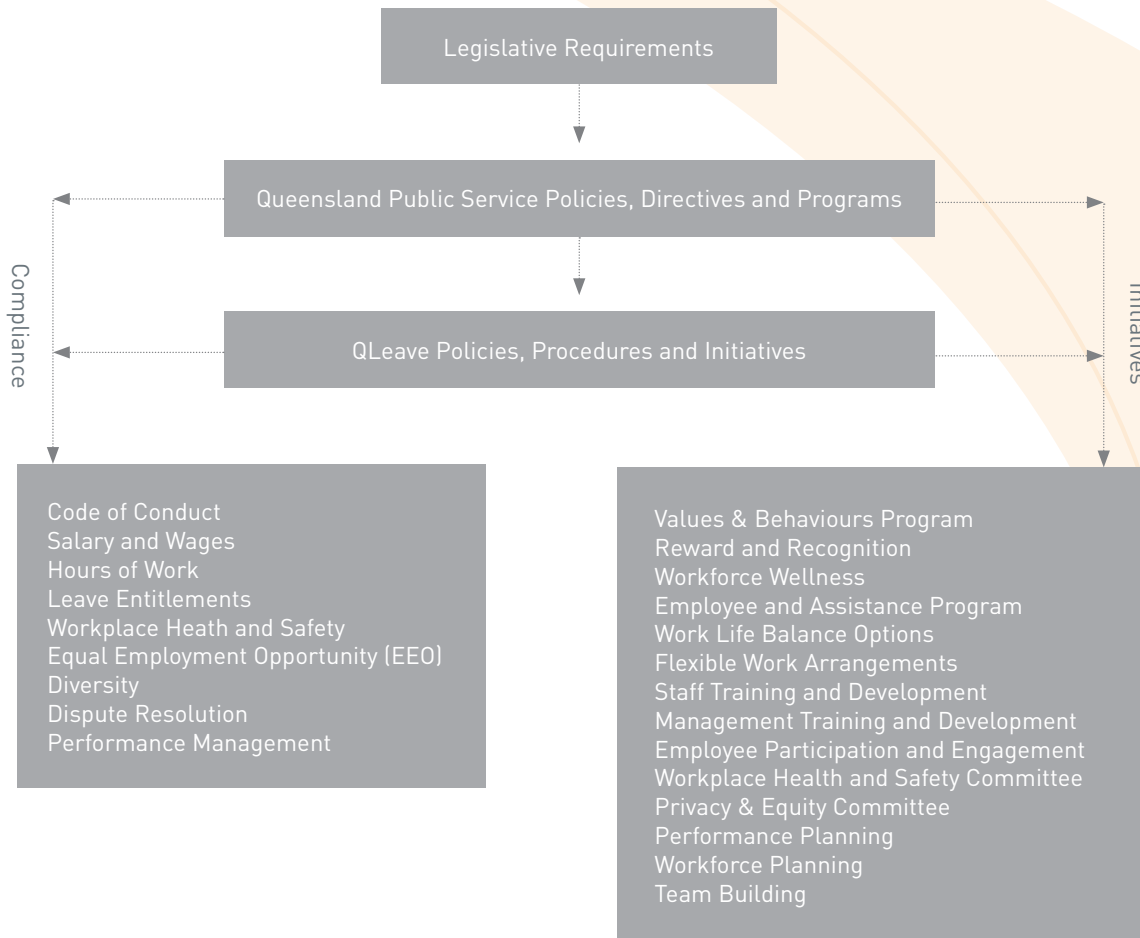 Legislative Requirements
Queensland Public Service Policies, Directives and Programs
Compliance
Initiatives
QLeave Policies, Procedures and Initiatives
Code of Conduct
Salary and Wages
Hours of Work
Leave Entitlements
Workplace Heath and Safety
Equal Employment Opportunity (EEO)
Diversity
Dispute Resolution
Performance Management
Values & Behaviours Program
Reward and Recognition
Workforce Wellness
Employee and Assistance Program
Work Life Balance Options
Flexible Work Arrangements
Staff Training and Development
Management Training and Development
Employee Participation and Engagement
Workplace Health and Safety Committee
Privacy & Equity Committee
Performance Planning
Workforce Planning
Team Building